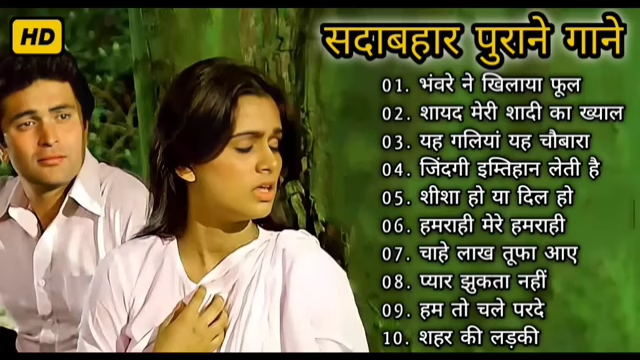 HD
सदाबहार पुराने गाने
01. भंवरे ने खिलाया फूल
02. शायद मेरी शादी का ख्याल
03. यह गलियां यह चौबारा
04. जिंदगी इम्तिहान लेती है
05. शीशा हो या दिल हो
06. हमराही मेरे हमराही
07. चाहे लाख तूफा आए
08. प्यार झुकता नहीं
09. हम तो चले परदे
10. शहर की लड़की